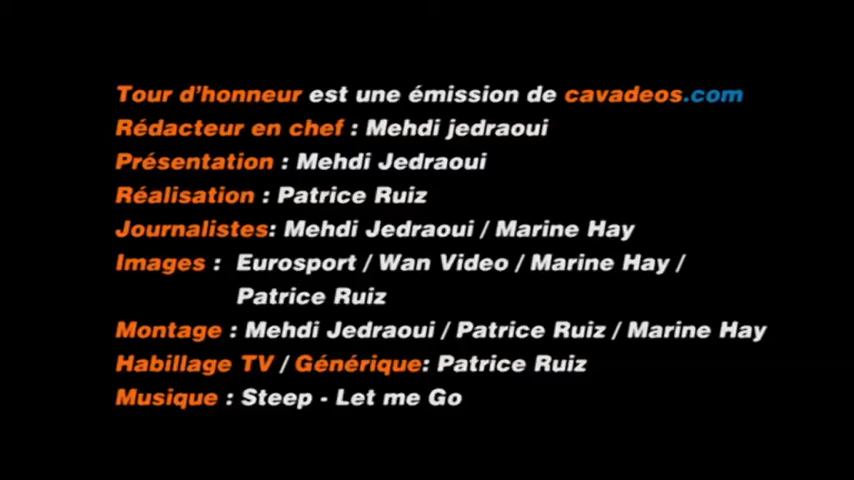 Tour d'honneur est une émission de cavadeos.com
Rédacteur en chef : Mehdi jedraoui
Présentation : Mehdi Jedraoui
Réalisation : Patrice Ruiz
Journalistes: Mehdi Jedraoui / Marine Hay
Images : Eurosport / Wan Video / Marine Hay /
Patrice Ruiz
Montage : Mehdi Jedraoui / Patrice Ruiz / Marine Hay
Habillage TV / Générique: Patrice Ruiz
Musique : Steep - Let me Go